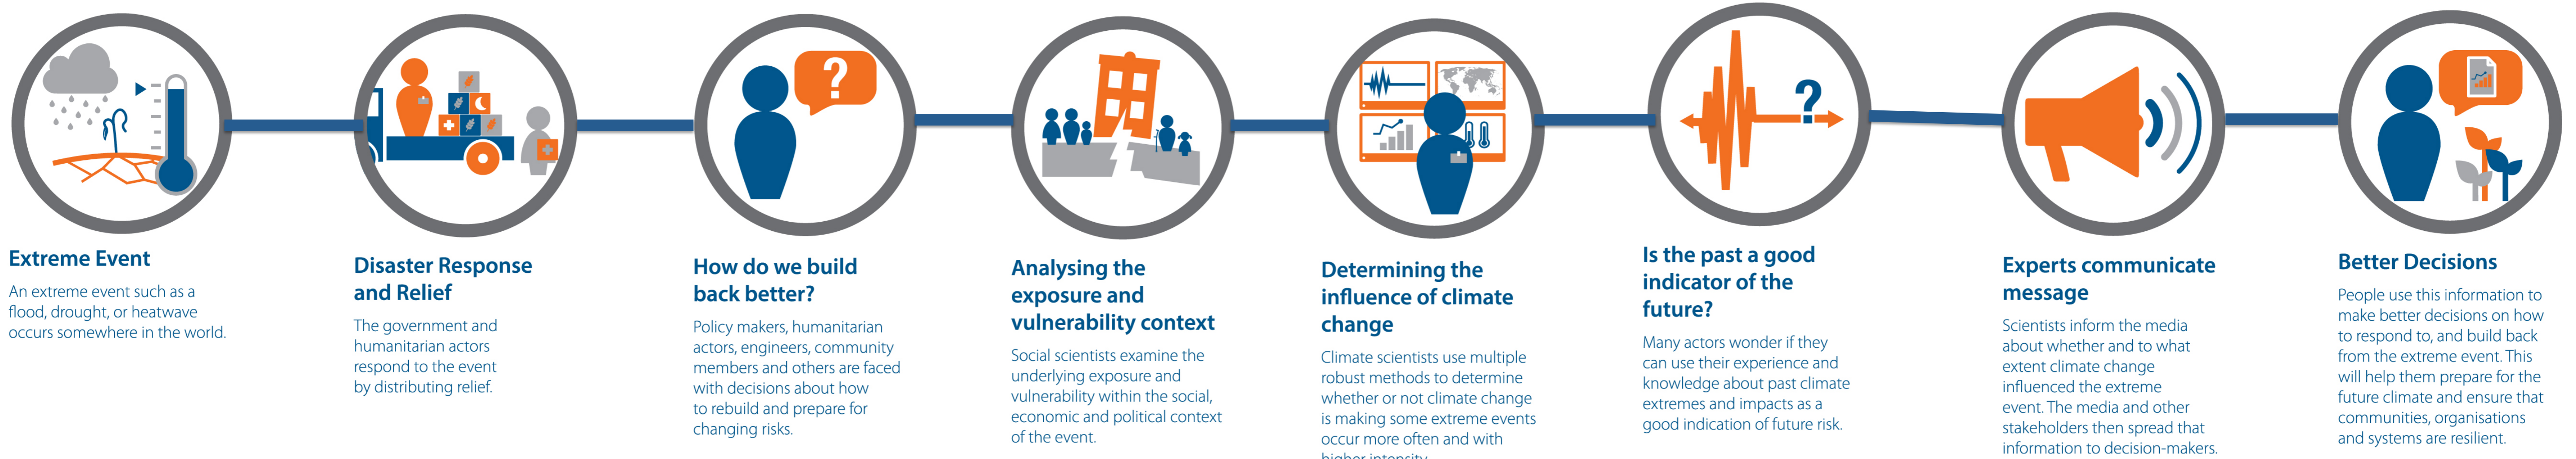 ?
?
Extreme Event
An extreme event such as a
flood, drought, or heatwave
occurs somewhere in the world.
Disaster Response
and Relief
The government and
humanitarian actors
respond to the event
by distributing relief.
How do we build
back better?
Policy makers, humanitarian
actors, engineers, community
members and others are faced
with decisions about how
to rebuild and prepare for
changing risks.
Analysing the
exposure and
vulnerability context
Social scientists examine the
underlying exposure and
vulnerability within the social,
economic and political context
of the event.
Determining the
influence of climate
change
Climate scientists use multiple
robust methods to determine
whether or not climate change
is making some extreme events
occur more often and with
higher intensity.
Is the past a good
indicator of the
future?
Many actors wonder if they
can use their experience and
knowledge about past climate
extremes and impacts as a
good indication of future risk.
Experts communicate
message
Scientists inform the media
about whether and to what
extent climate change
influenced the extreme
event. The media and other
stakeholders then spread that
information to decision-makers.
Better Decisions
People use this information to
make better decisions on how
to respond to, and build back
from the extreme event. This
will help them prepare for the
future climate and ensure that
communities, organisations
and systems are resilient.